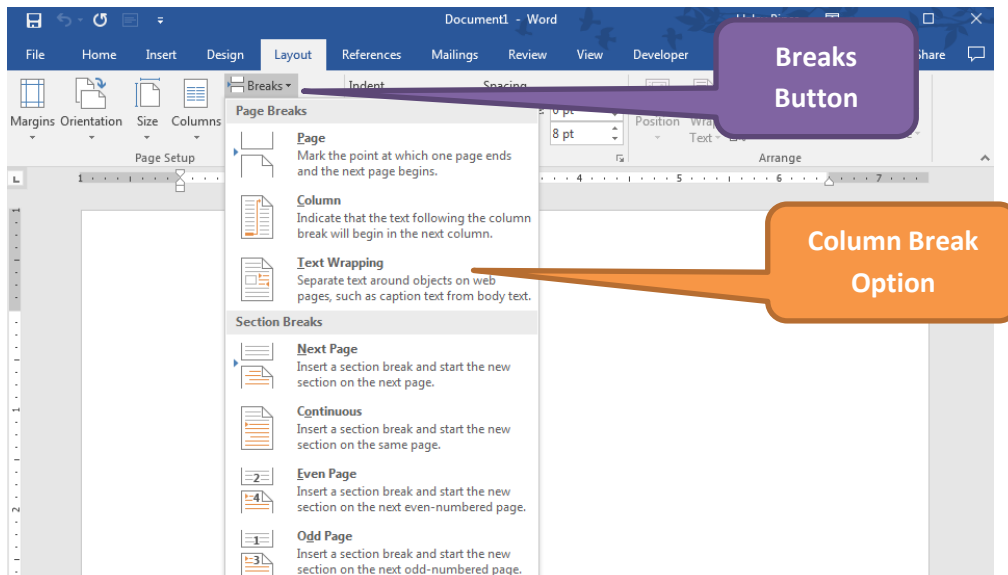 Document1 - Word
File Home Insert Design Layout References Mailings Review View Developer Share
Breaks
Button
Breaks Indent Spacing
Margins Orientation Size Columns
8 pt
Position
Text
Page Setup Arrange
Page Breaks
Page
Mark the point at which one page ends
and the next page begins.
Column
Indicate that the text following the column
break will begin in the next column.
Text Wrapping
Separate text around objects on web
pages, such as caption text from body text.
Section Breaks
Next Page
Insert a section break and start the new
section on the next page.
Continuous
Insert a section break and start the new
section on the same page.
Even Page
Insert a section break and start the new
section on the next even-numbered page.
Odd Page
Insert a section break and start the new
section on the next odd-numbered page.
1 4 5 6 7
Column Break
Option